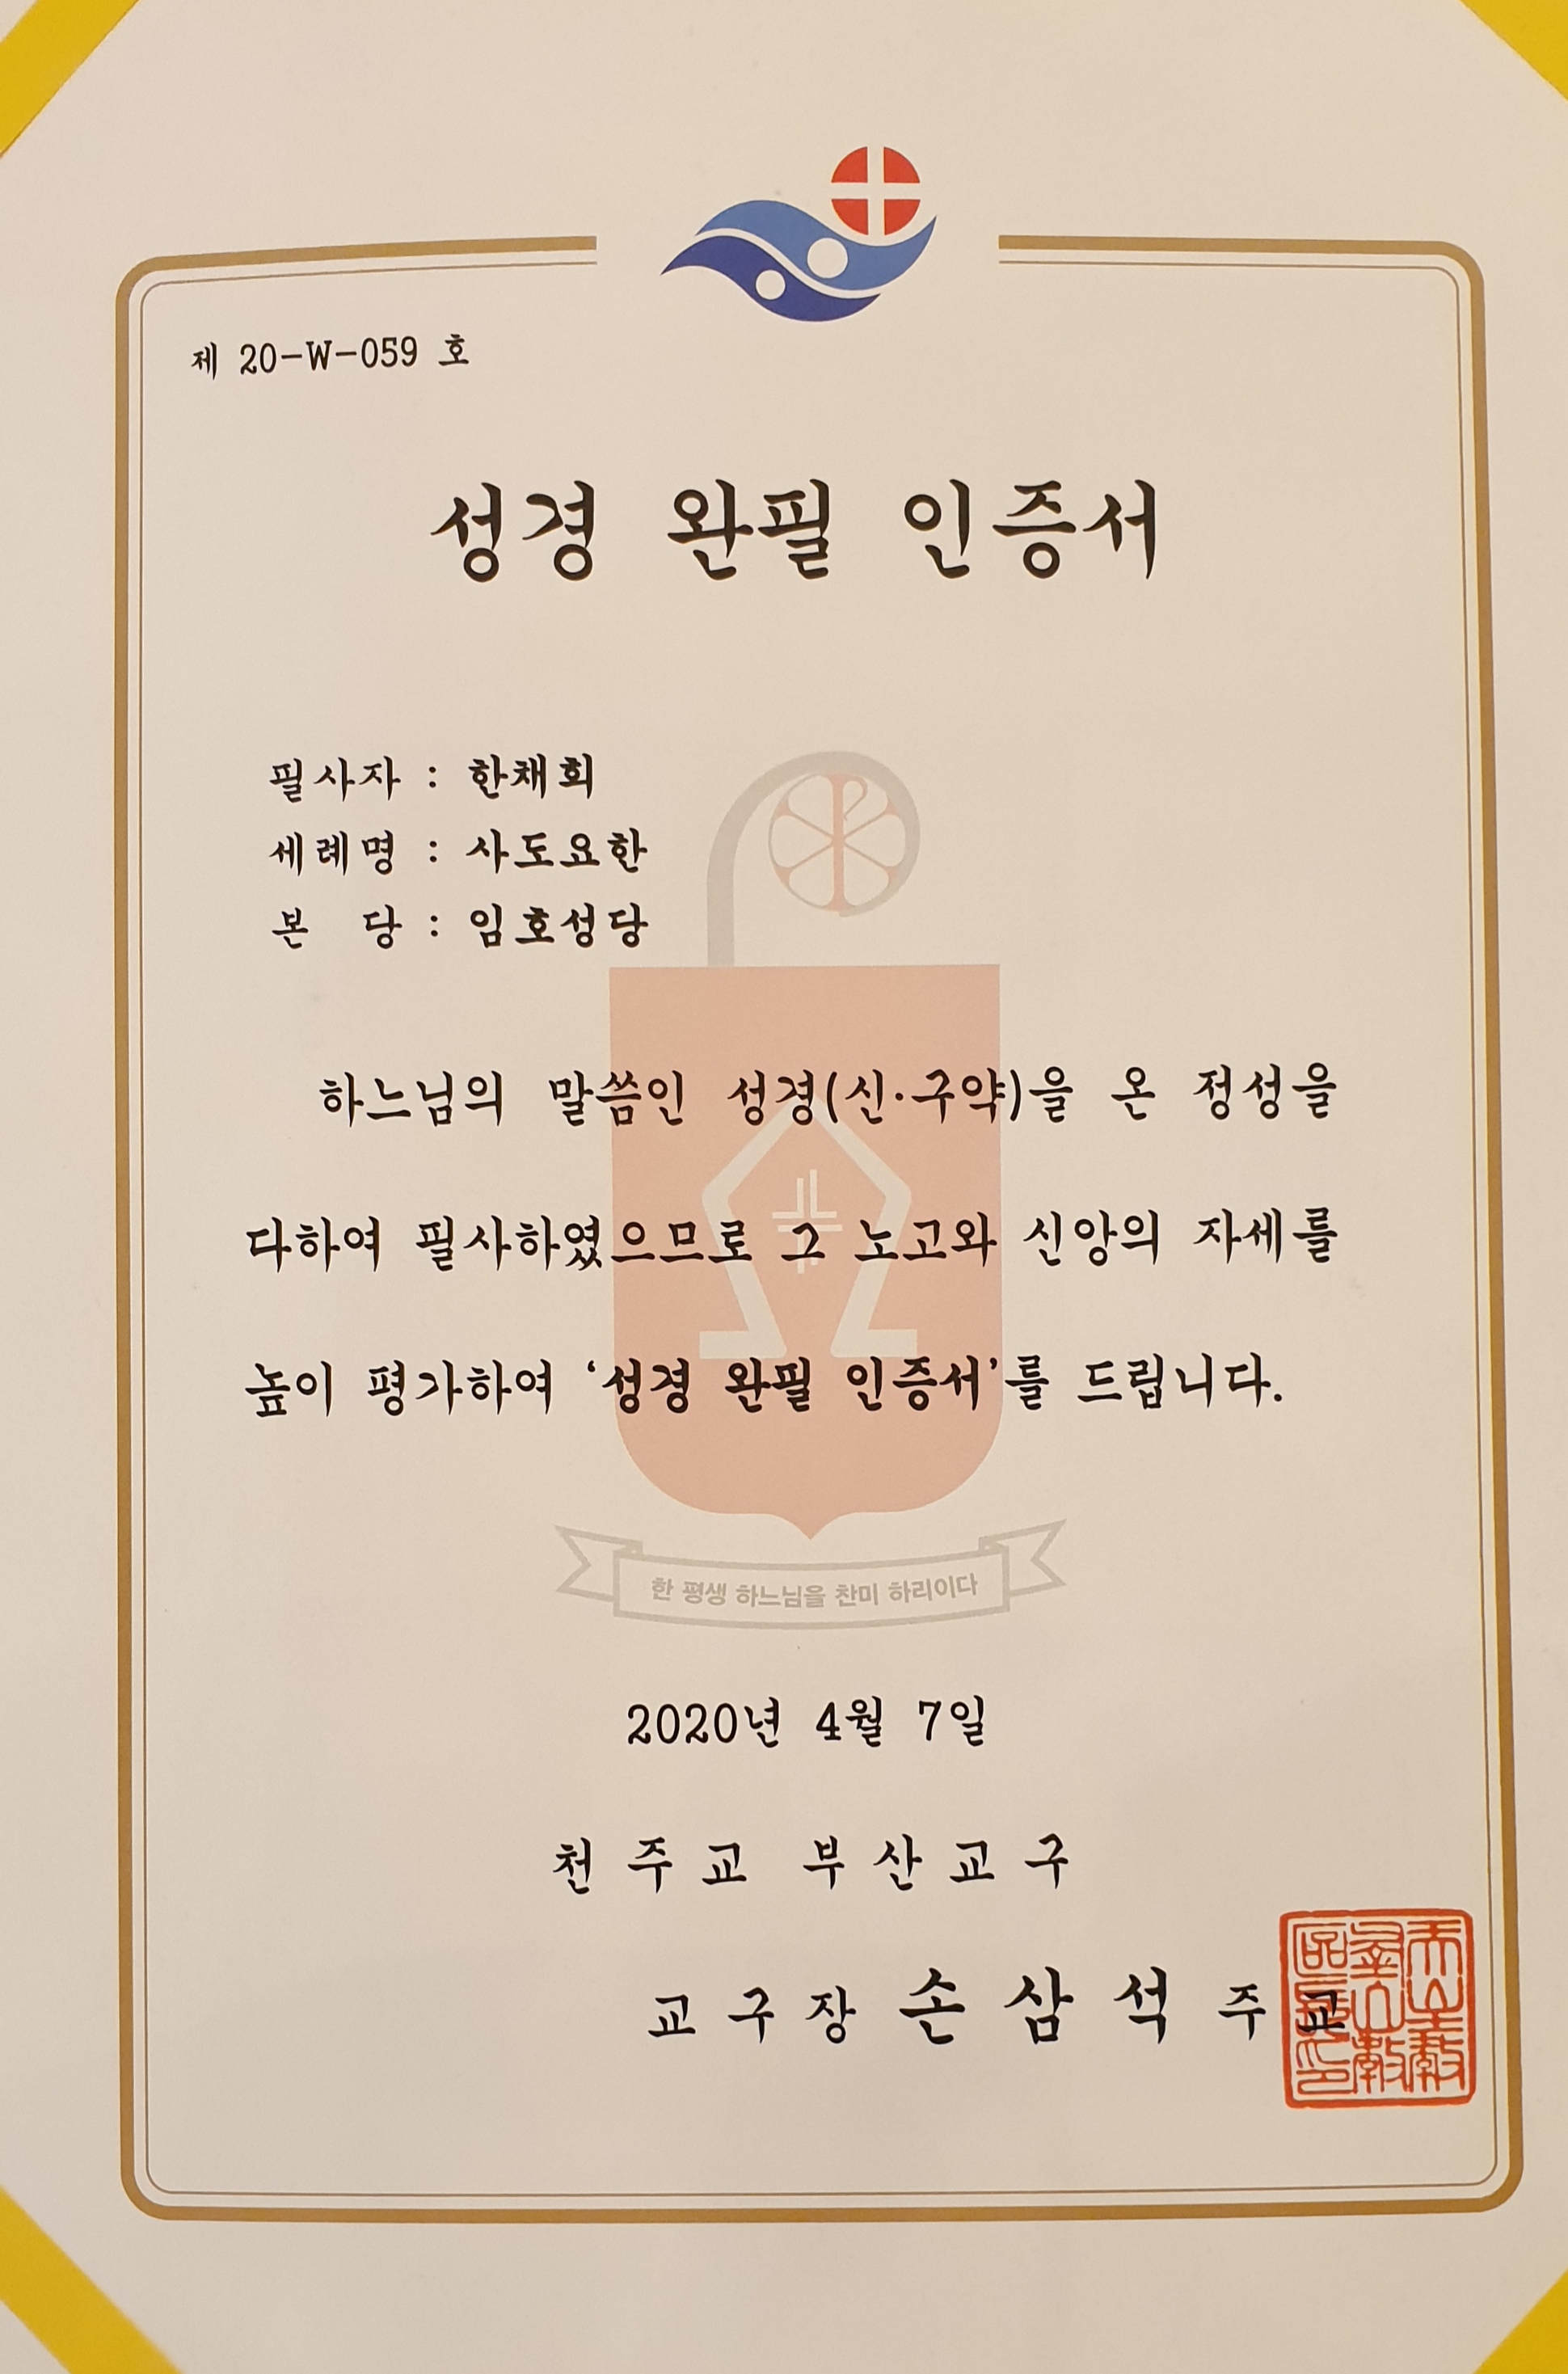 제 20-W-059 호
성경 완필 인증서
필사자 : 한채회
세례명 : 사도요한
본 당 : 임호성당
하느님의 말씀인 성경(신·구약)을 온 정성을
다하여 필사하였으므로 그 노고와 신앙의 자세를
높이 평가하여 ‘성경 완필 인증서’를 드립니다.
한 평생 하느님을 찬미 하리이다
2020년 4월 7일
천 주 교 부 산 교 구
교 구 장 손 삼 석 주 교